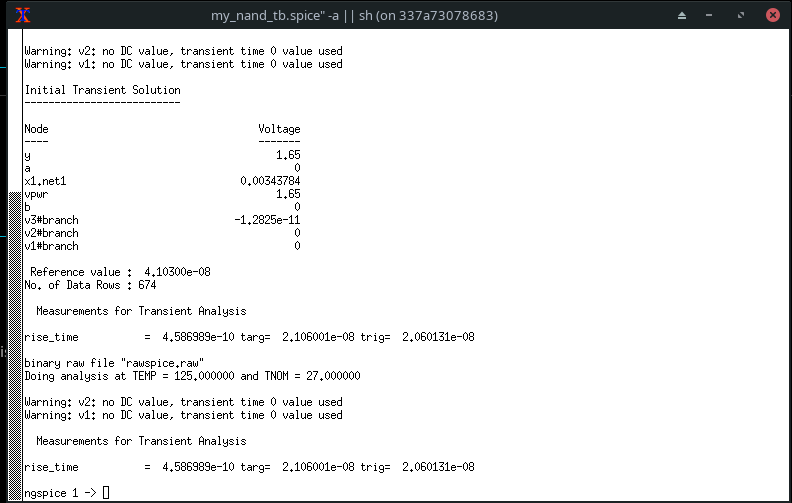 my_nand_tb.spice" -a || sh (on 337a73078683)
Warning: v2: no DC value, transient time 0 value used
Warning: v1: no DC value, transient time 0 value used
Initial Transient Solution
--------------------------
Node                                   Voltage
----                                   -------
y                                         1.65
a                                            0
x1.net1                             0.00343784
vpwr                                      1.65
b                                            0
v3#branch                          -1.2825e-11
v2#branch                                    0
v1#branch                                    0
Reference value :  4.10300e-08
No. of Data Rows : 674
Measurements for Transient Analysis
rise_time           =  4.586989e-10 targ=  2.106001e-08 trig=  2.060131e-08
binary raw file "rawspice.raw"
Doing analysis at TEMP = 125.000000 and TNOM = 27.000000
Warning: v2: no DC value, transient time 0 value used
Warning: v1: no DC value, transient time 0 value used
Measurements for Transient Analysis
rise_time           =  4.586989e-10 targ=  2.106001e-08 trig=  2.060131e-08
ngspice 1 ->